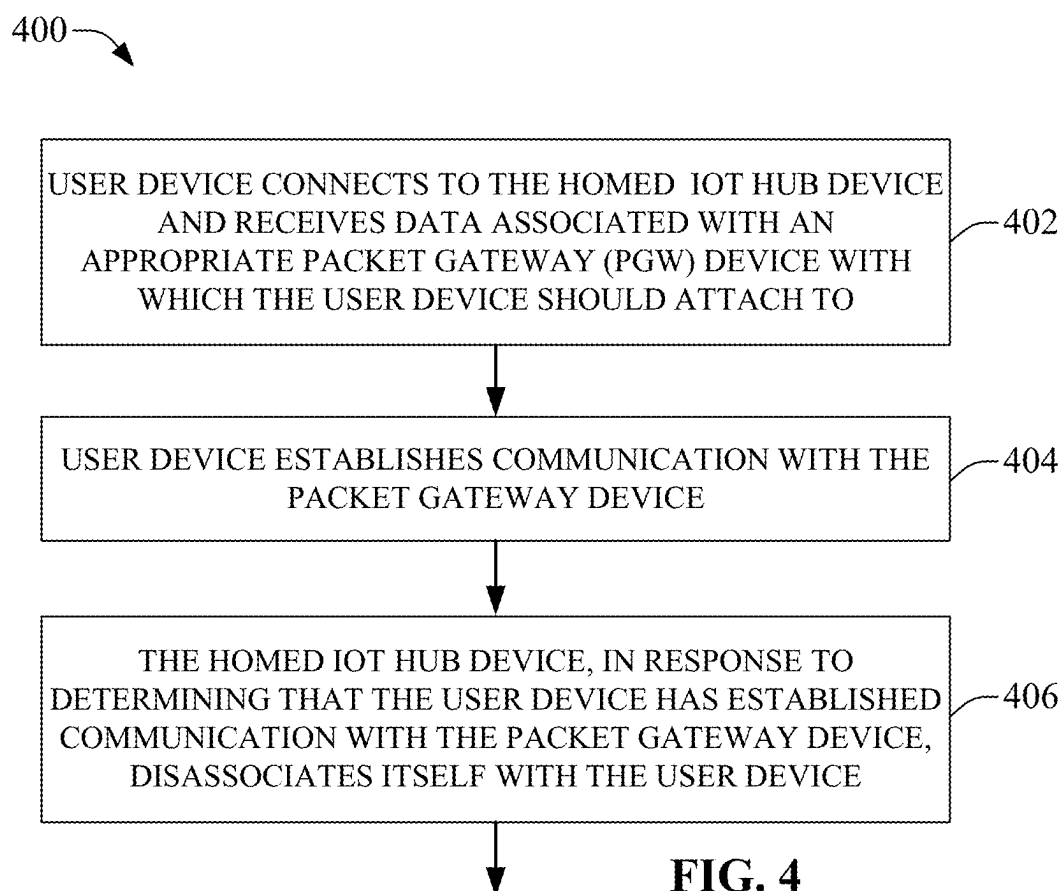 400
USER DEVICE CONNECTS TO THE HOMED IOT HUB DEVICE
AND RECEIVES DATA ASSOCIATED WITH AN
APPROPRIATE PACKET GATEWAY (PGW) DEVICE WITH
WHICH THE USER DEVICE SHOULD ATTACH TO
402
USER DEVICE ESTABLISHES COMMUNICATION WITH THE
PACKET GATEWAY DEVICE
404
THE HOMED IOT HUB DEVICE, IN RESPONSE TO
DETERMINING THAT THE USER DEVICE HAS ESTABLISHED
COMMUNICATION WITH THE PACKET GATEWAY DEVICE,
DISASSOCIATES ITSELF WITH THE USER DEVICE
406
FIG. 4